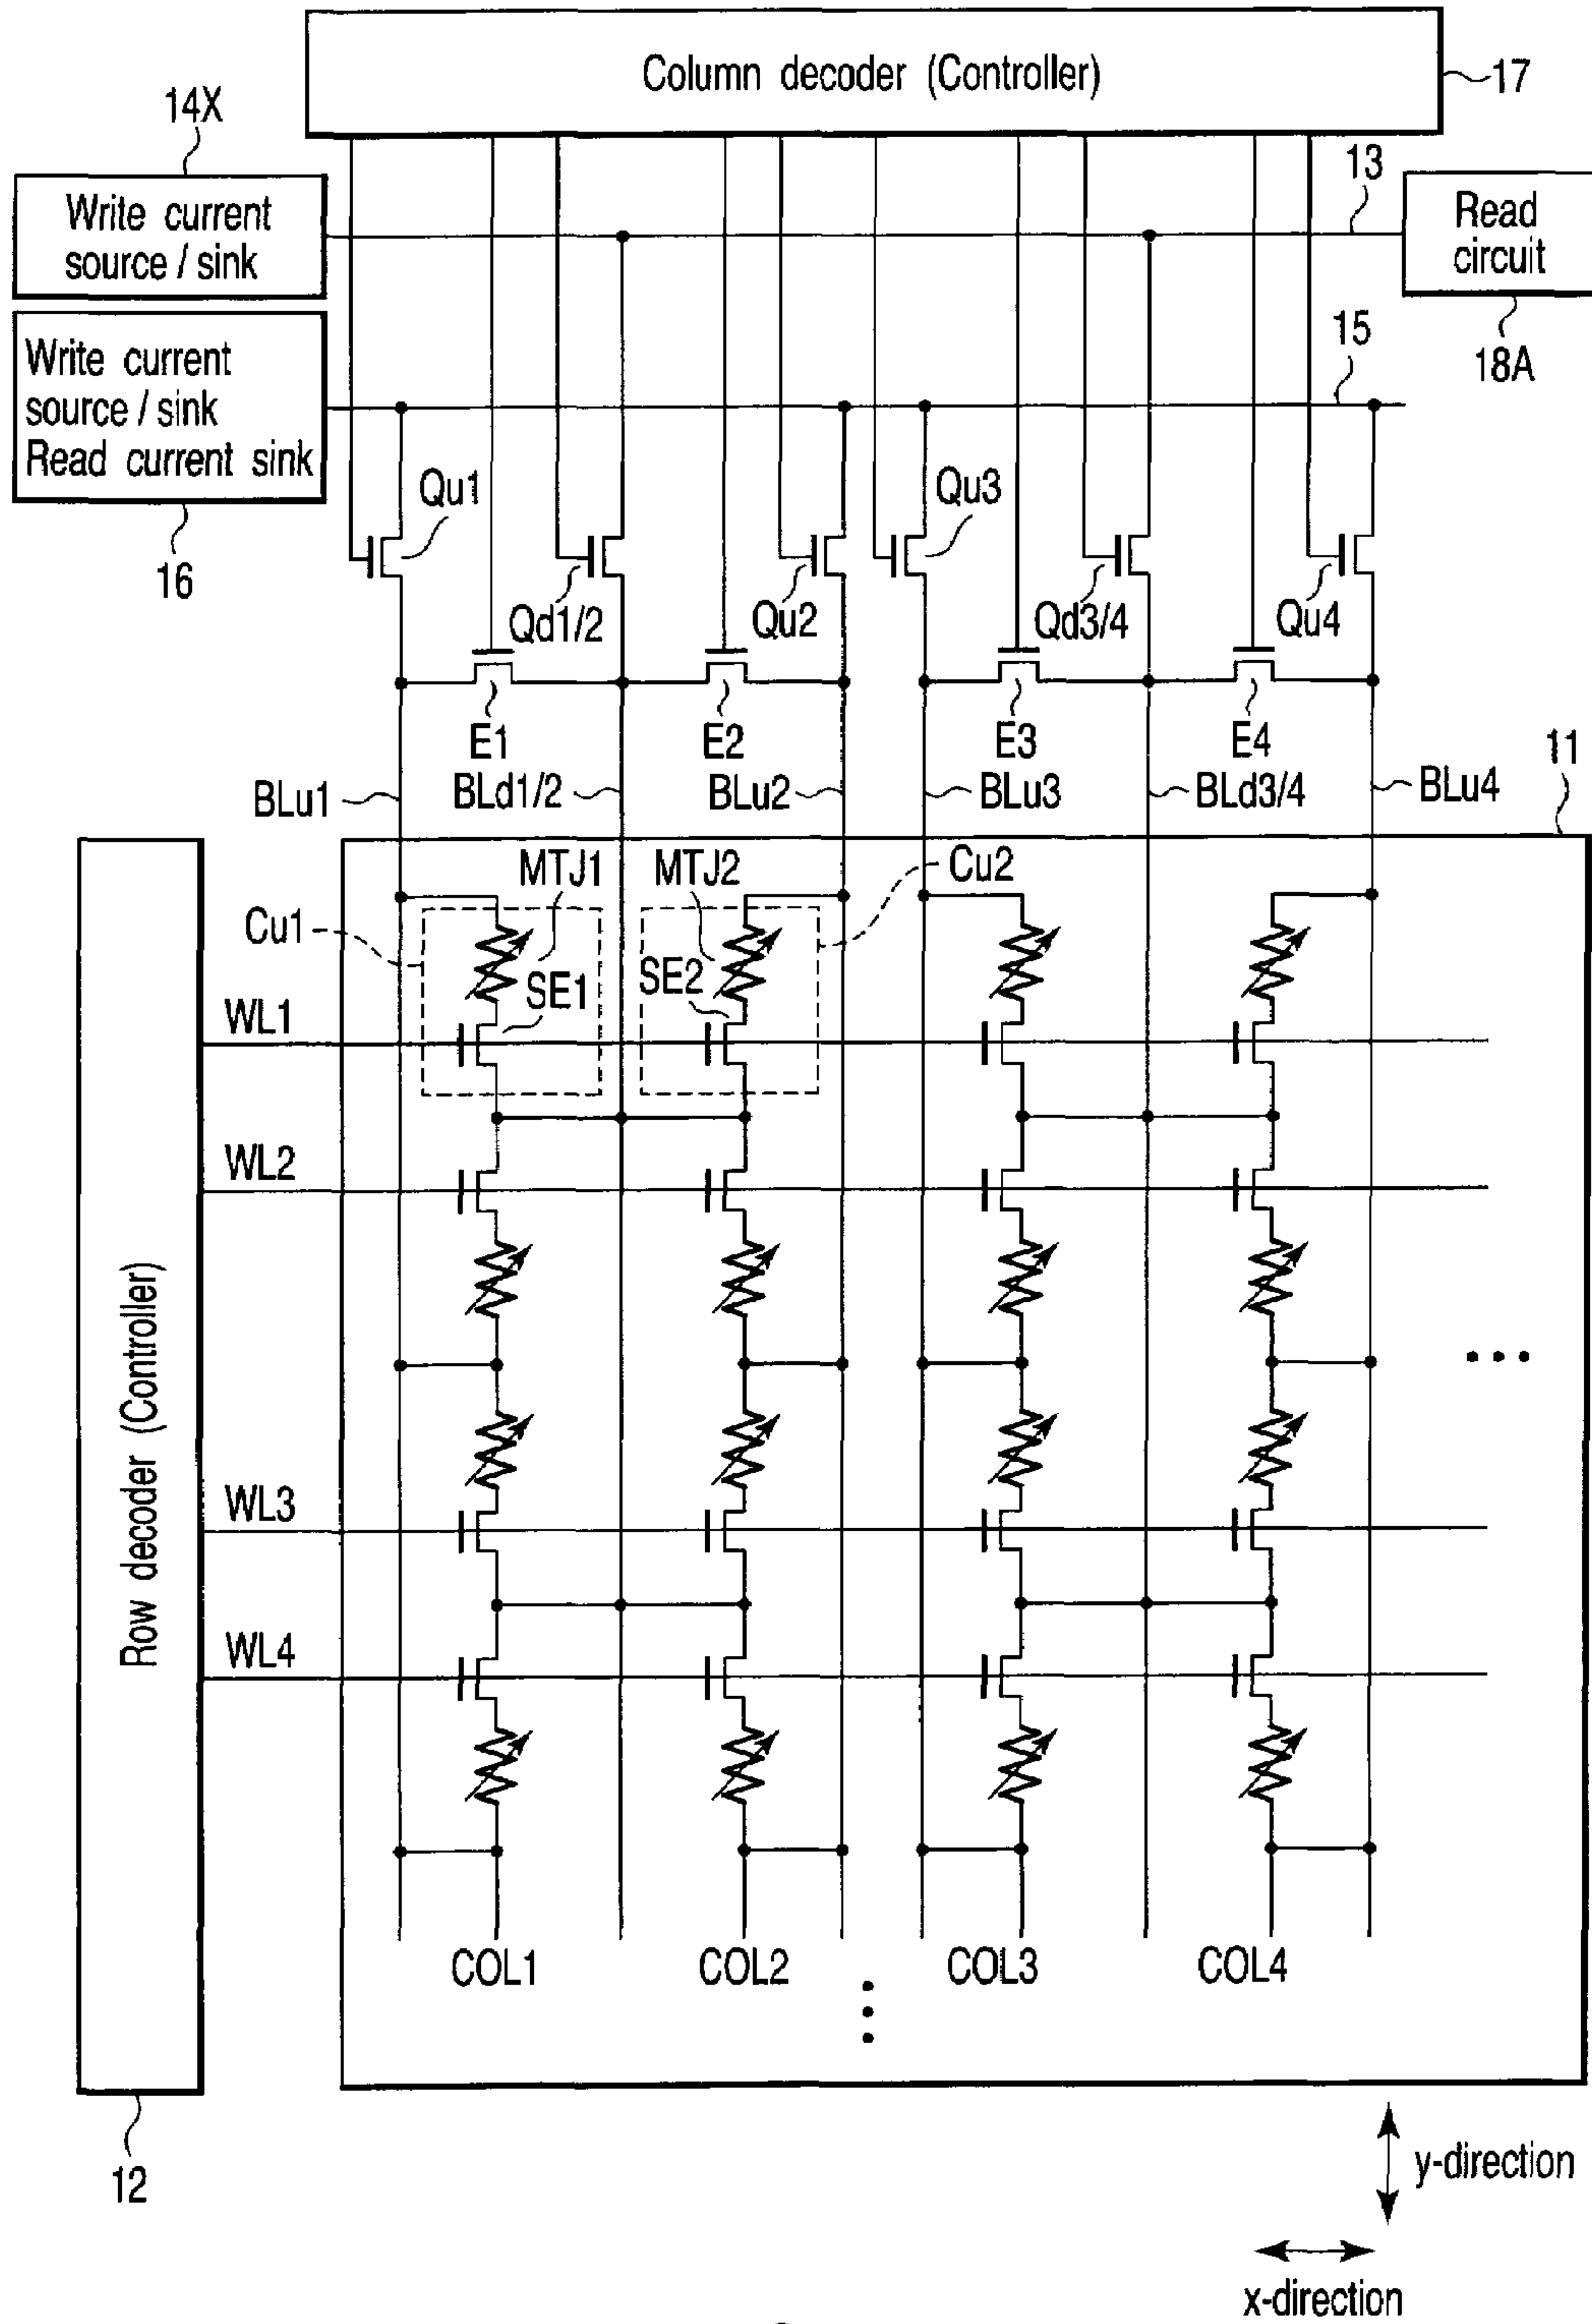 Column decoder (Controller)
17
14X
Write current
source / sink
13
Read
circuit
18A
Write current
source / sink
Read current sink
16
15
Qu1
Qd1/2
Qu2
Qu3
Qd3/4
Qu4
E1
E2
E3
E4
11
BLu1
BLd1/2
BLu2
BLu3
BLd3/4
BLu4
MTJ1
MTJ2
Cu2
Cu1
SE1
SE2
WL1
WL2
WL3
WL4
Row decoder (Controller)
COL1
COL2
COL3
COL4
12
y-direction
x-direction